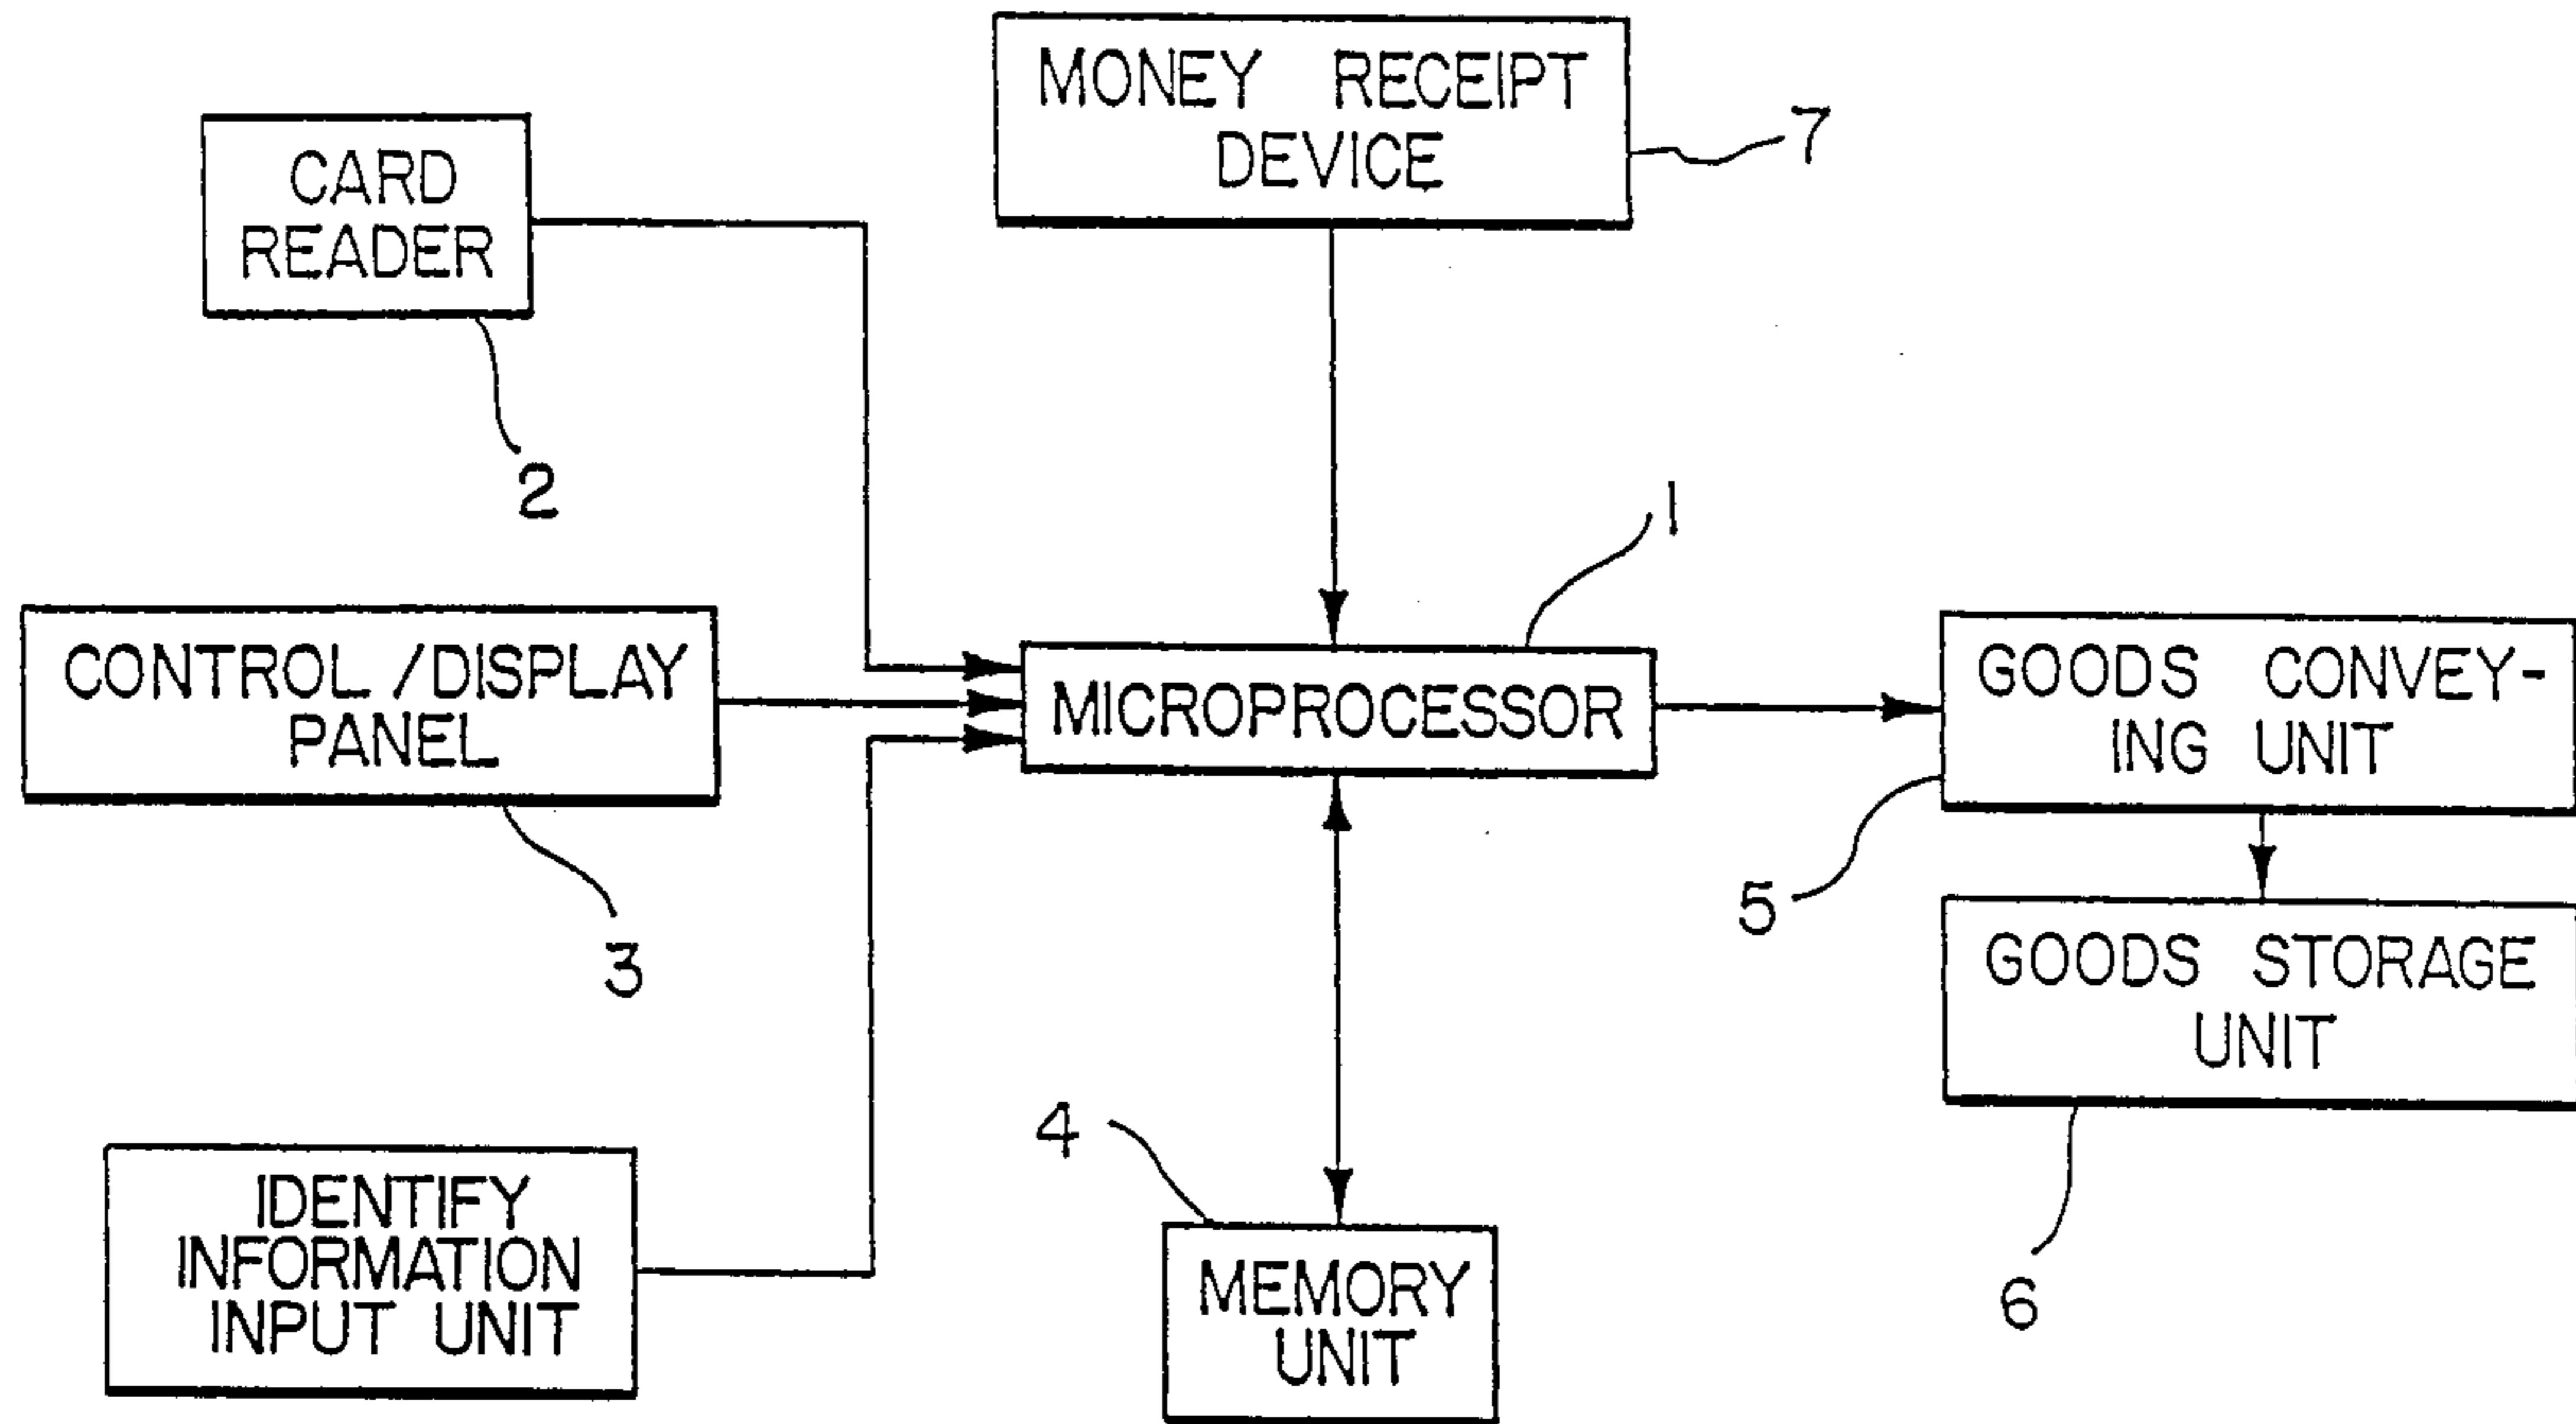 MONEY RECEIPT
DEVICE
7
CARD
READER
2
1
CONTROL/DISPLAY
PANEL
3
MICROPROCESSOR
GOODS CONVEY-
ING UNIT
5
GOODS STORAGE
UNIT
6
IDENTIFY
INFORMATION
INPUT UNIT
4
MEMORY
UNIT